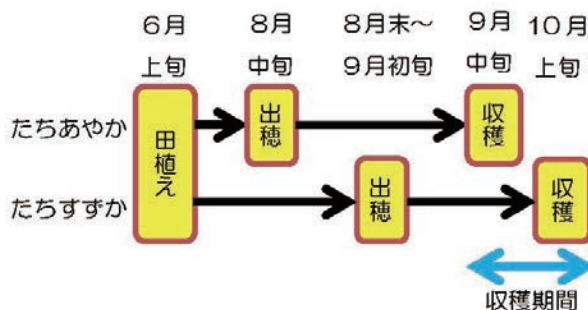 6月 8月 8月末～ 9月 10月
上旬 中旬 9月初旬 中旬 上旬
たちあやか 田植え 出穂 収穫
たちすずか 出穂 収穫
収穫期間